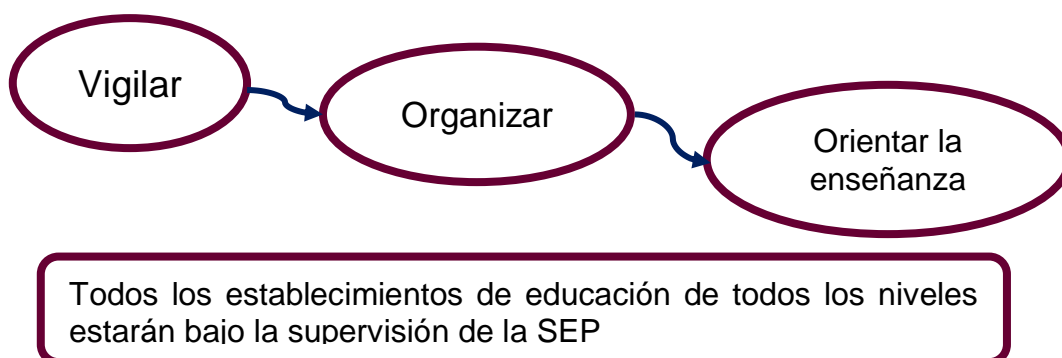 Vigilar
Organizar
Orientar la
enseñanza
Todos los establecimientos de educación de todos los niveles
estarán bajo la supervisión de la SEP